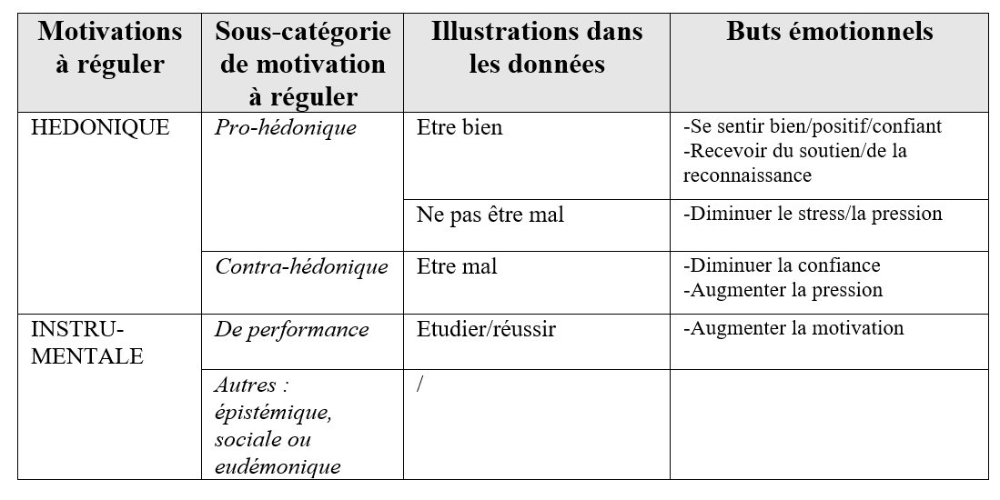 Motivations
à réguler
Sous-catégorie
de motivation
à réguler
Illustrations dans
les données
Buts émotionnels
HEDONIQUE
Pro-hédonique
Etre bien
-Se sentir bien/positif/confiant
-Recevoir du soutien/de la
reconnaissance
Ne pas être mal
-Diminuer le stress/la pression
Contra-hédonique
Etre mal
-Diminuer la confiance
-Augmenter la pression
INSTRU-
MENTALE
De performance
Etudier/réussir
-Augmenter la motivation
Autres :
épistémique,
sociale ou
eudémonique
/